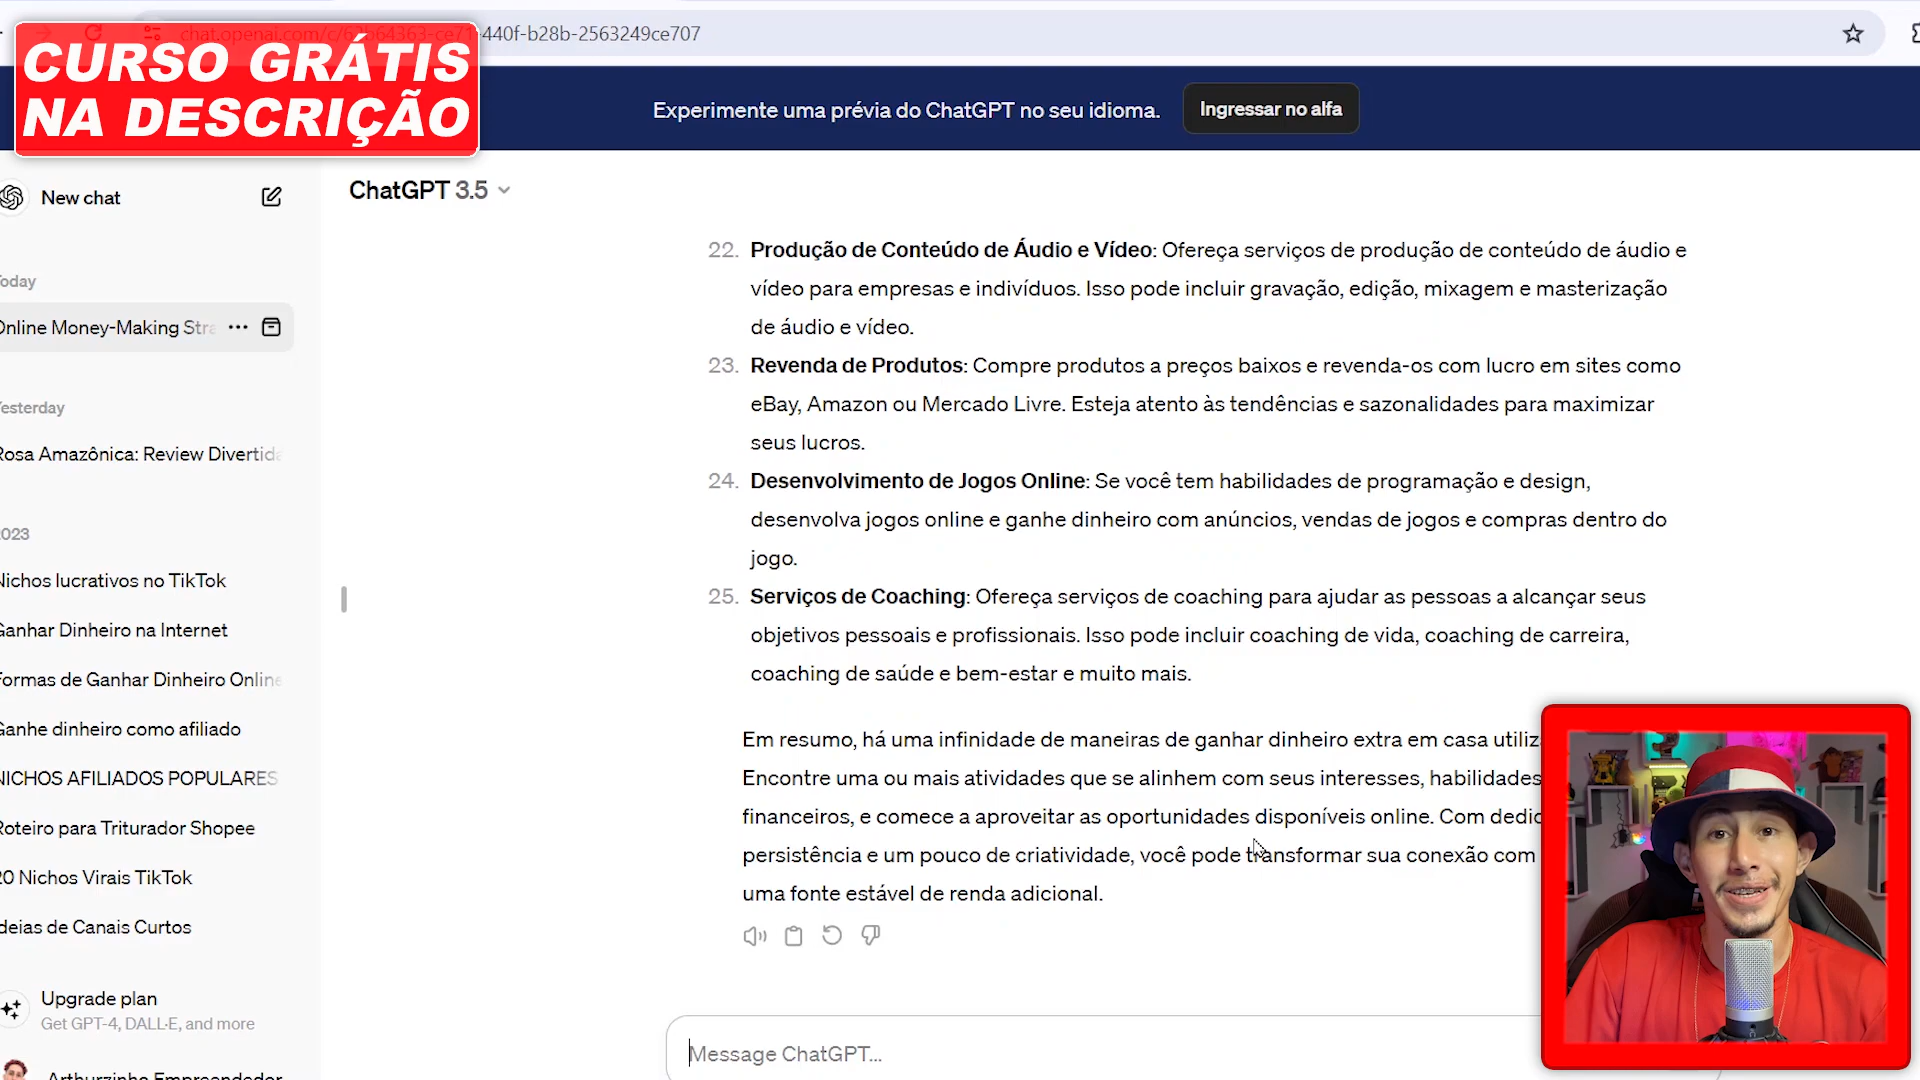 chat.openai.com/c/62b64363-ce71-440f-b28b-2563249ce707
CURSO GRÁTIS
NA DESCRIÇÃO
Experimente uma prévia do ChatGPT no seu idioma.
Ingressar no alfa
New chat
ChatGPT 3.5
oday
Online Money-Making Stra
esterday
Rosa Amazônica: Review Divertida
2023
Nichos lucrativos no TikTok
Ganhar Dinheiro na Internet
Formas de Ganhar Dinheiro Online
Ganhe dinheiro como afiliado
NICHOS AFILIADOS POPULARES
Roteiro para Triturador Shopee
20 Nichos Virais TikTok
deias de Canais Curtos
Upgrade plan
Get GPT-4, DALL·E, and more
Arthurzinho Empreendedor
22. Produção de Conteúdo de Áudio e Vídeo: Ofereça serviços de produção de conteúdo de áudio e
vídeo para empresas e indivíduos. Isso pode incluir gravação, edição, mixagem e masterização
de áudio e vídeo.
23. Revenda de Produtos: Compre produtos a preços baixos e revenda-os com lucro em sites como
eBay, Amazon ou Mercado Livre. Esteja atento às tendências e sazonalidades para maximizar
seus lucros.
24. Desenvolvimento de Jogos Online: Se você tem habilidades de programação e design,
desenvolva jogos online e ganhe dinheiro com anúncios, vendas de jogos e compras dentro do
jogo.
25. Serviços de Coaching: Ofereça serviços de coaching para ajudar as pessoas a alcançar seus
objetivos pessoais e profissionais. Isso pode incluir coaching de vida, coaching de carreira,
coaching de saúde e bem-estar e muito mais.
Em resumo, há uma infinidade de maneiras de ganhar dinheiro extra em casa utiliz
Encontre uma ou mais atividades que se alinhem com seus interesses, habilidades
financeiros, e comece a aproveitar as oportunidades disponíveis online. Com dedic
persistência e um pouco de criatividade, você pode transformar sua conexão com
uma fonte estável de renda adicional.
Message ChatGPT...